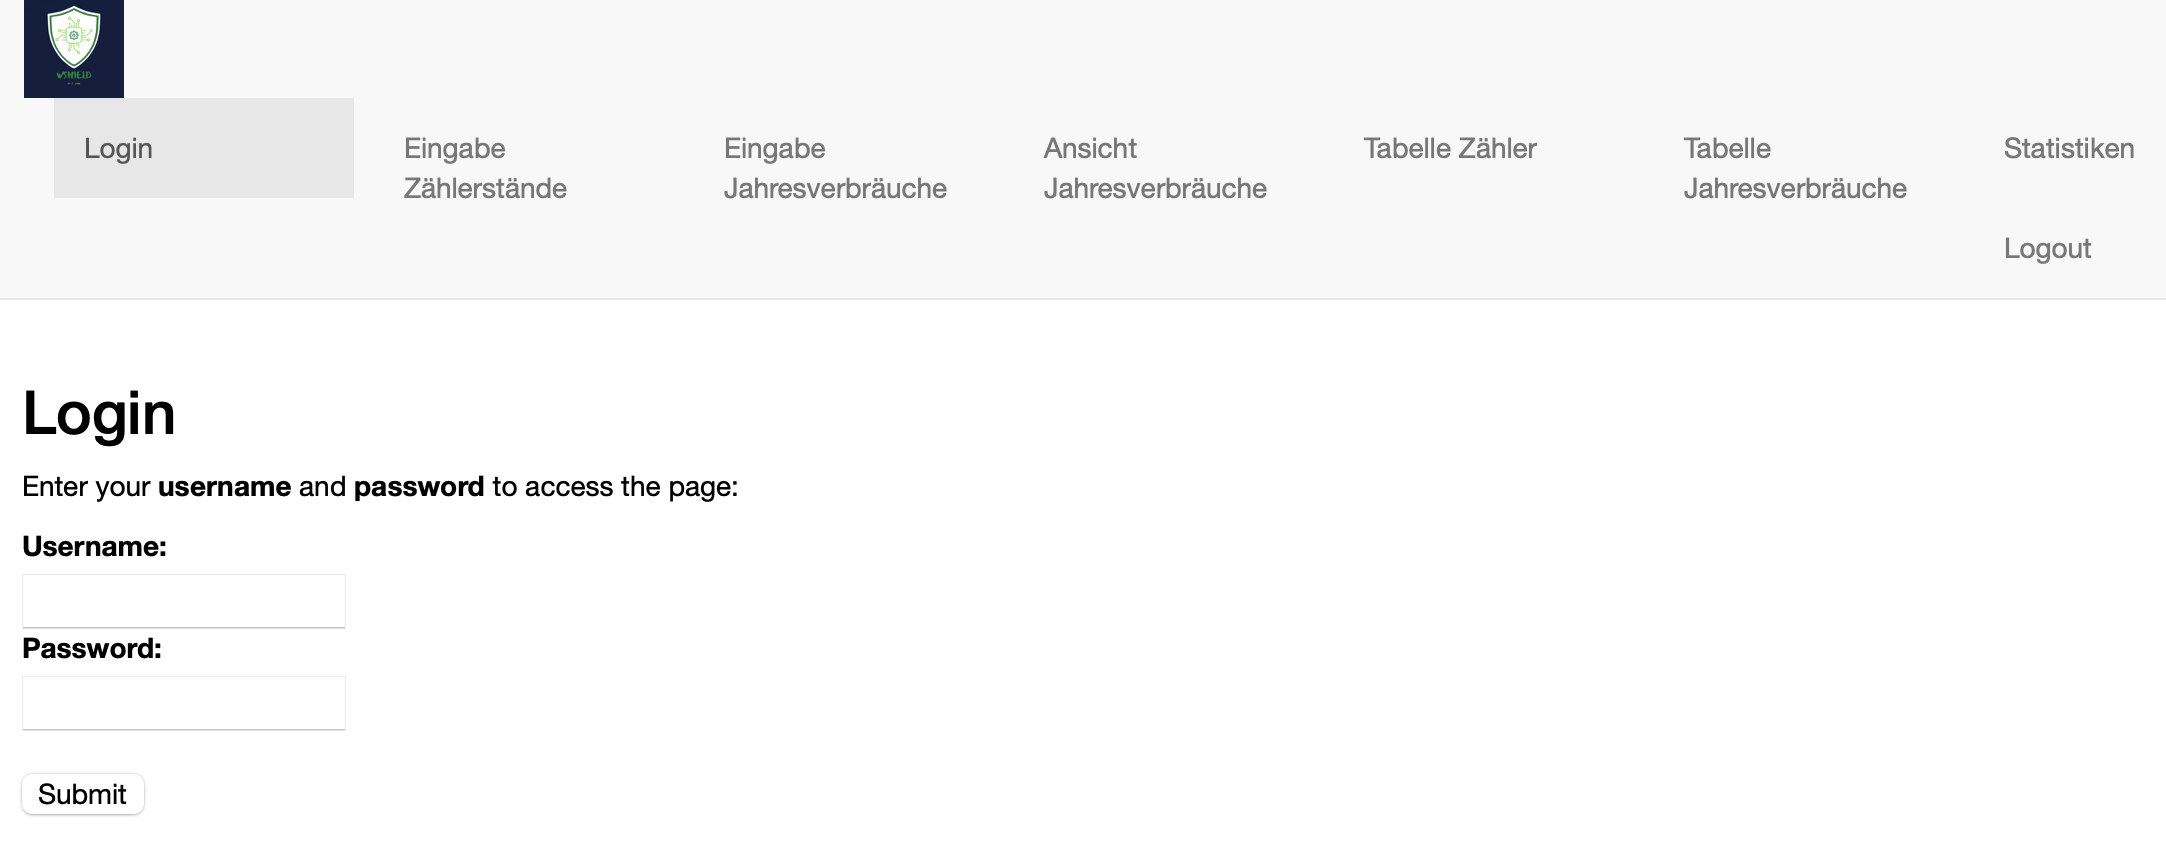 WSHIELD
Login
Eingabe
Zählerstände
Eingabe
Jahresverbräuche
Ansicht
Jahresverbräuche
Tabelle Zähler
Tabelle
Jahresverbräuche
Statistiken
Logout
Login
Enter your username and password to access the page:
Username:
Password:
Submit